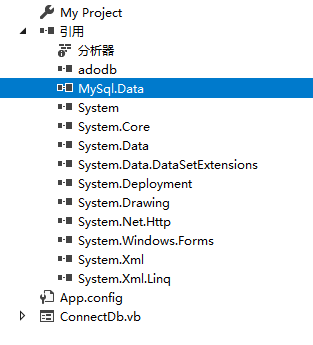 My Project
引用
分析器
adodb
MySql.Data
System
System.Core
System.Data
System.Data.DataSetExtensions
System.Deployment
System.Drawing
System.Net.Http
System.Windows.Forms
System.Xml
System.Xml.Linq
App.config
ConnectDb.vb